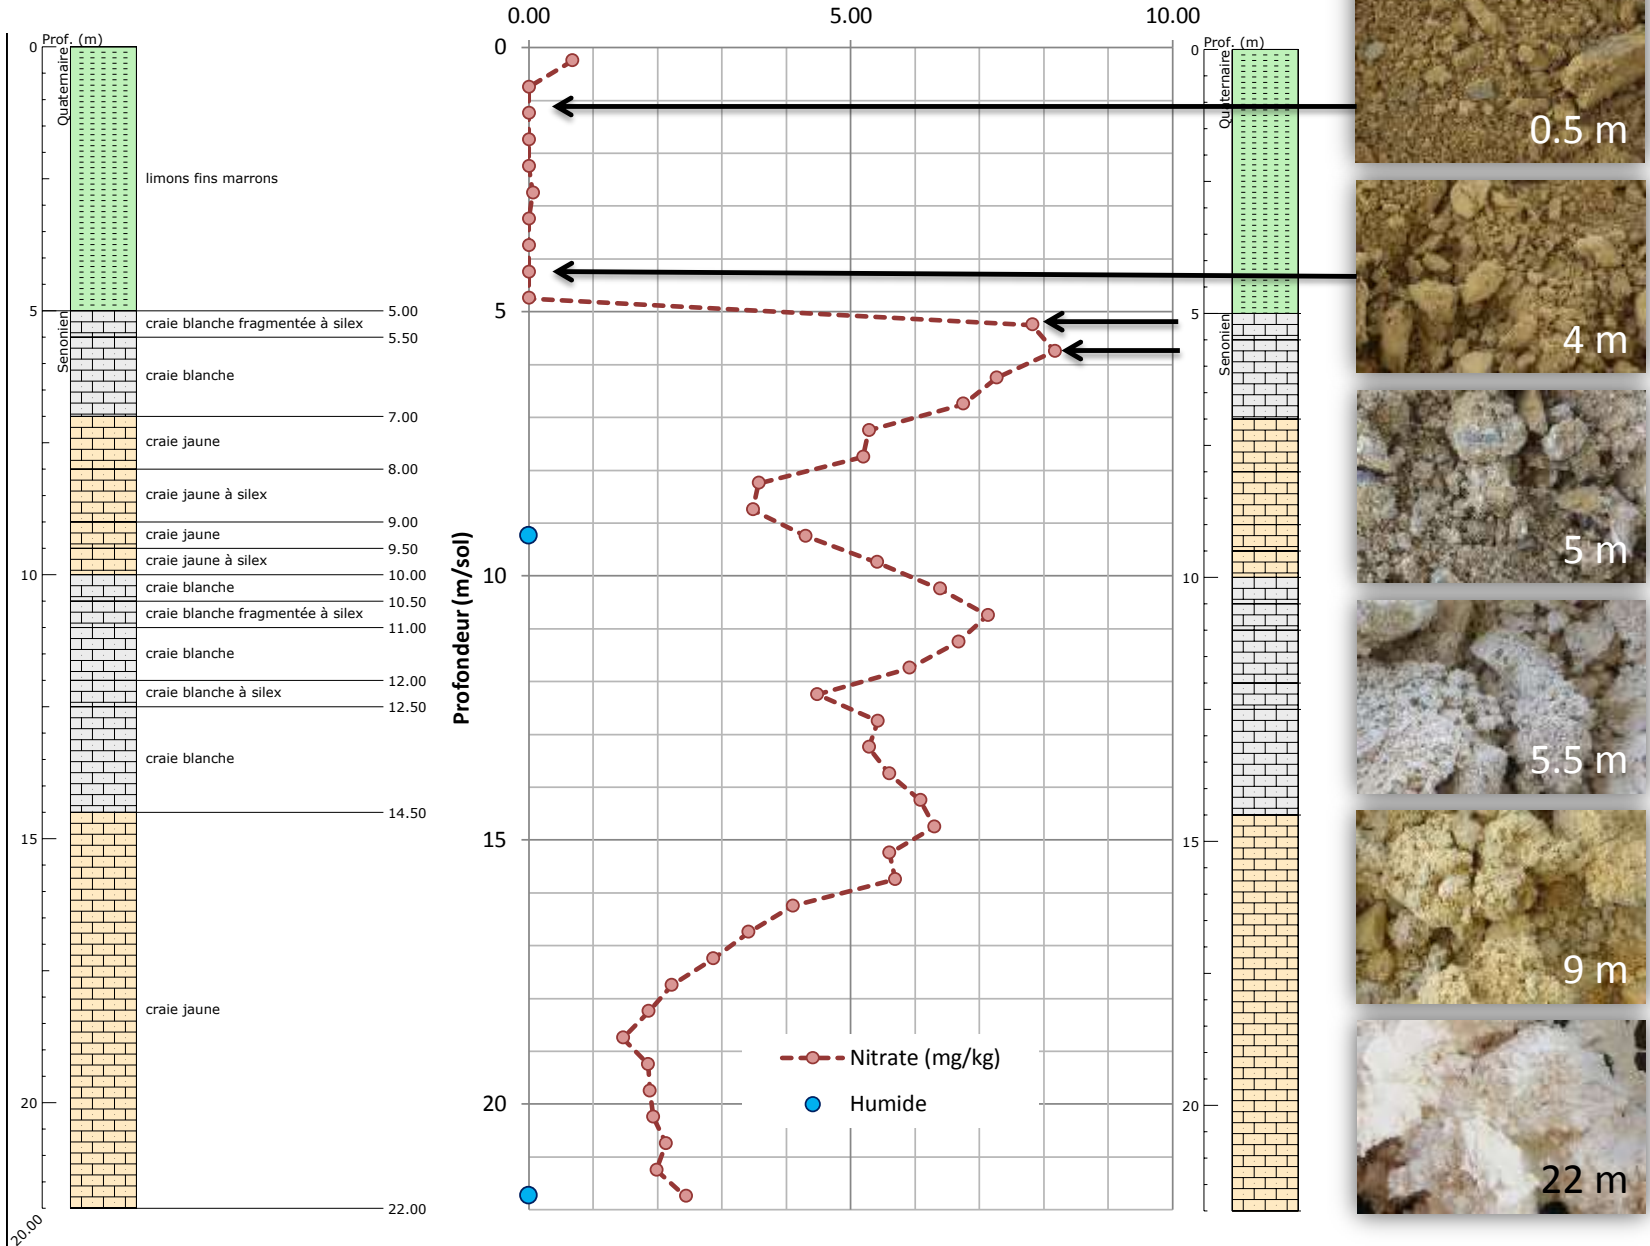 0.00 5.00 10.00
Prof. (m)
0
Quaternaire
limons fins marrons
5
5.00
Senonien
craie blanche fragmentée à silex
5.50
craie blanche
7.00
craie jaune
8.00
craie jaune à silex
9.00
craie jaune
9.50
craie jaune à silex
10
10.00
craie blanche
10.50
craie blanche fragmentée à silex
11.00
craie blanche
12.00
craie blanche à silex
12.50
craie blanche
14.50
15
craie jaune
20
22.00
20.00
Profondeur (m/sol)
0
5
10
15
20
Nitrate (mg/kg)
Humide
Prof. (m)
0
Quaternaire
5
Senonien
10
15
20
0.5 m
4 m
5 m
5.5 m
9 m
22 m